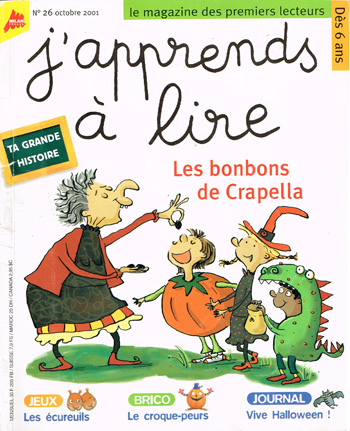 MILAN
N° 26 octobre 2001
le magazine des premiers lecteurs
Dès 6 ans
j'apprends
à lire
TA GRANDE
HISTOIRE
Les bonbons
de Crapella
JEUX
Les écureuils
BRICO
Le croque-peurs
JOURNAL
Vive Halloween !